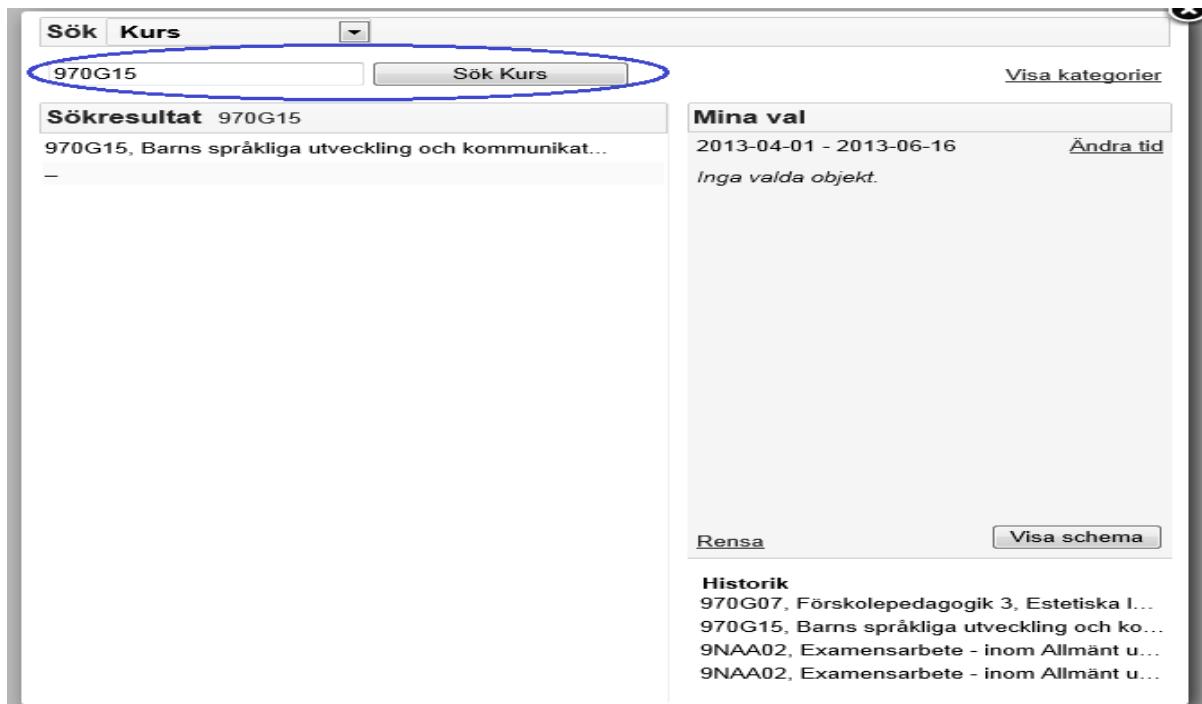 Sök Kurs
970G15 Sök Kurs
Visa kategorier
Sökresultat 970G15
970G15, Barns språkliga utveckling och kommunikat...
–
Mina val
2013-04-01 - 2013-06-16 Ändra tid
Inga valda objekt.
Rensa Visa schema
Historik
970G07, Förskolepedagogik 3, Estetiska l...
970G15, Barns språkliga utveckling och ko...
9NAA02, Examensarbete - inom Allmänt u...
9NAA02, Examensarbete - inom Allmänt u...